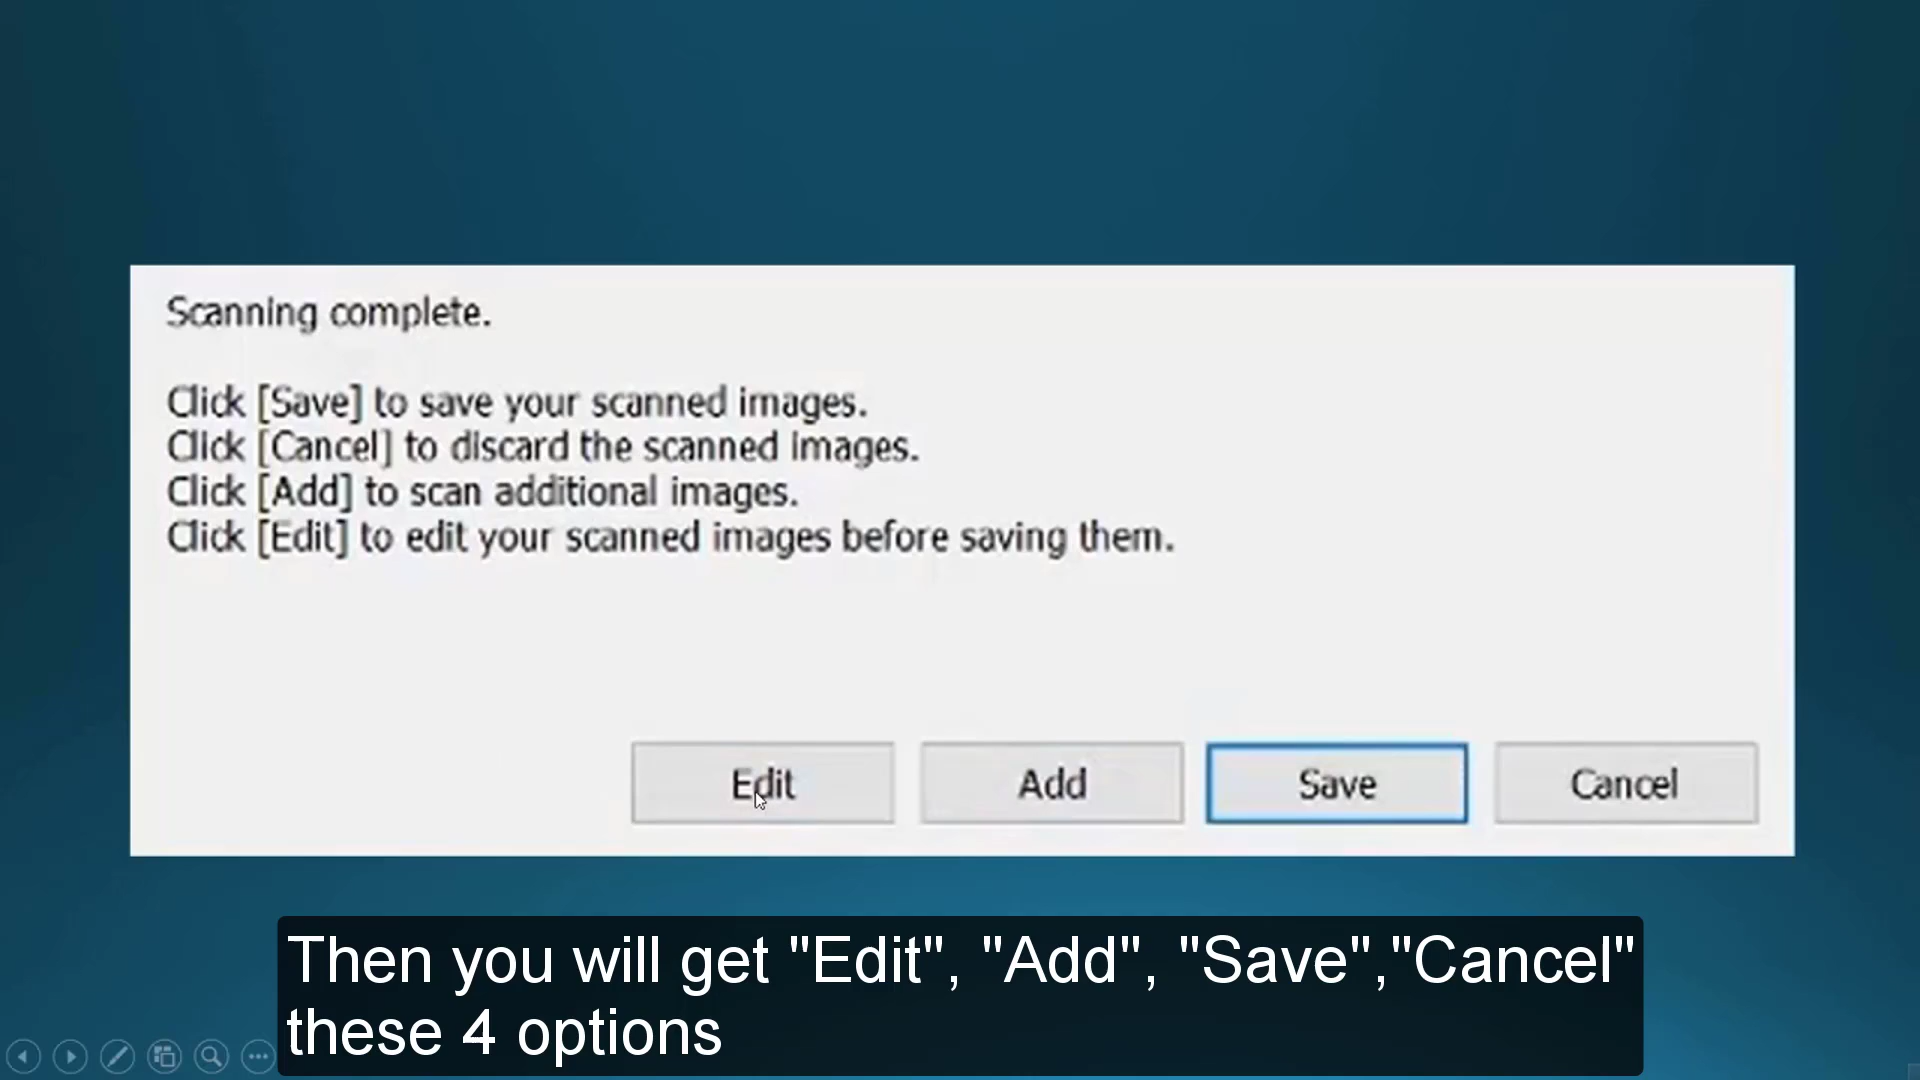 Scanning complete.
Click [Save] to save your scanned images.
Click [Cancel] to discard the scanned images.
Click [Add] to scan additional images.
Click [Edit] to edit your scanned images before saving them.
Edit Add Save Cancel
Then you will get "Edit", "Add", "Save","Cancel"
these 4 options